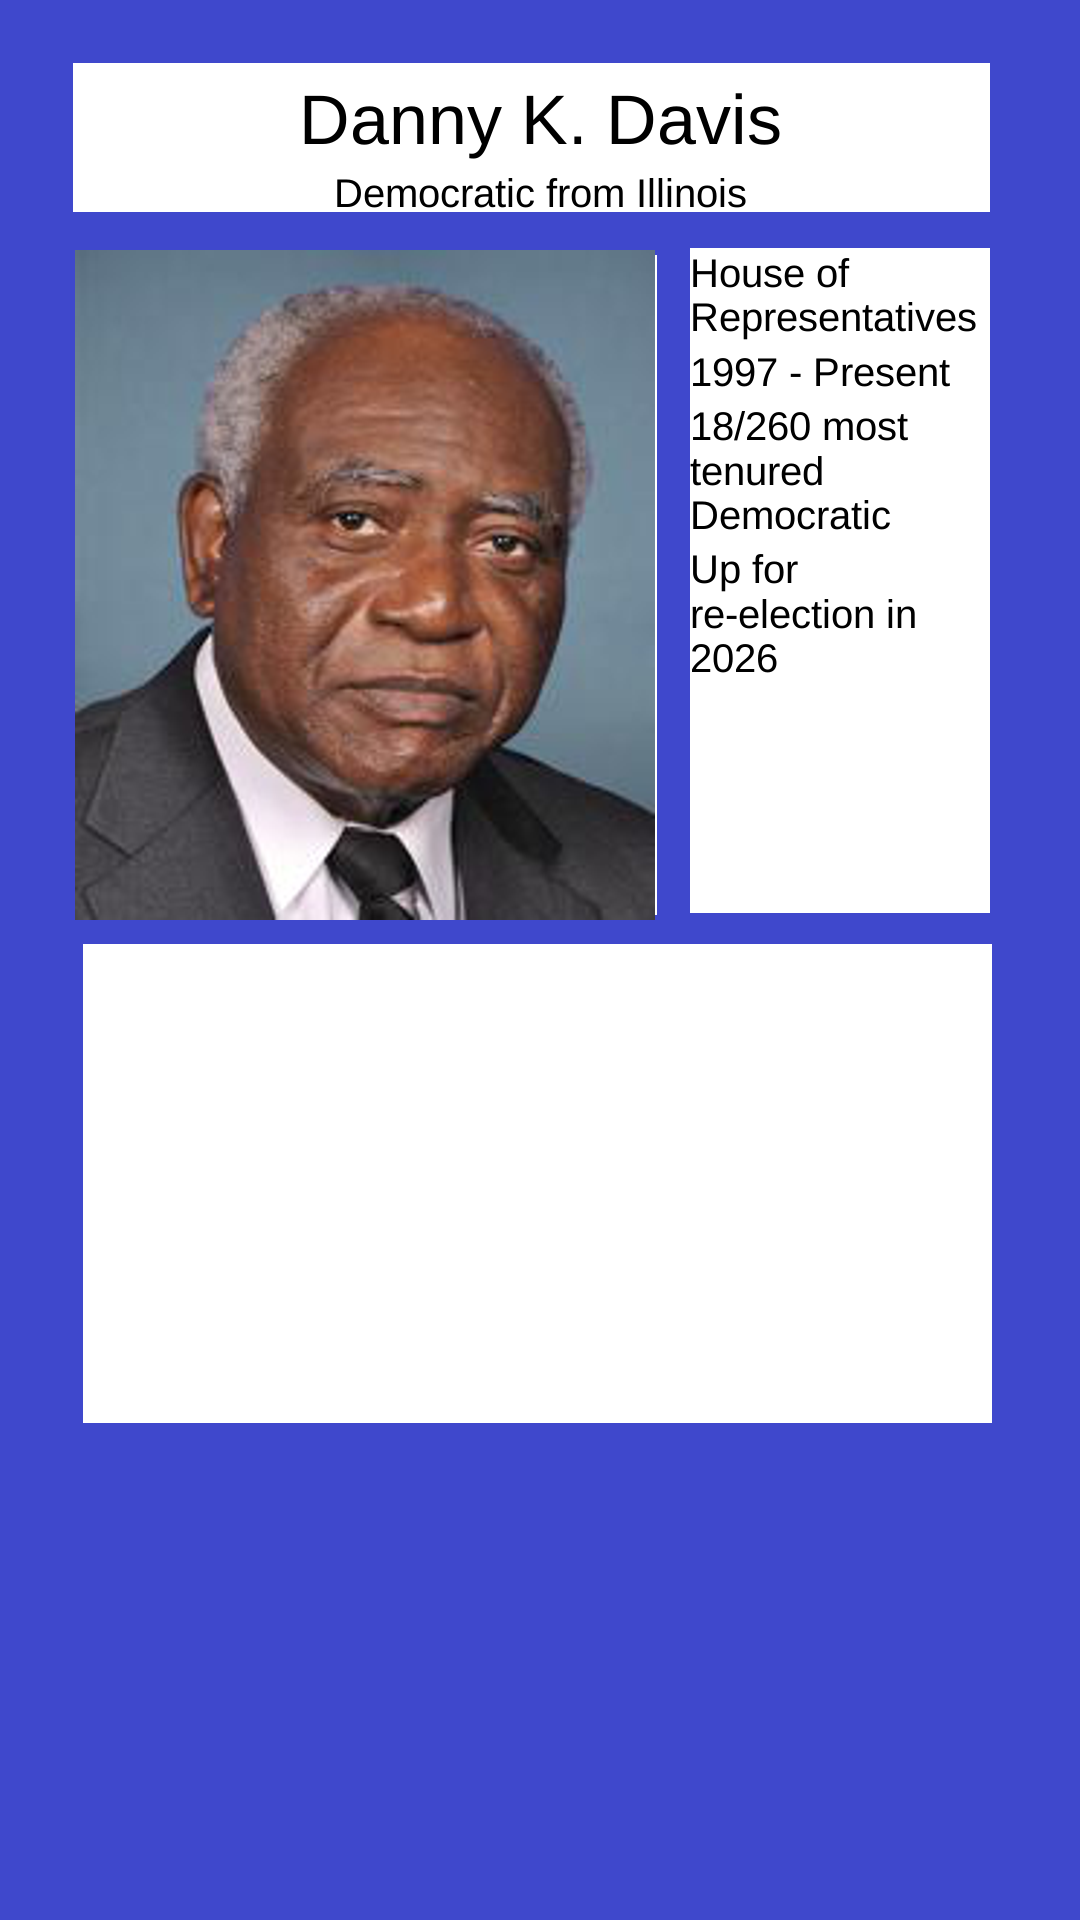 Danny K. Davis
Democratic from Illinois
House of
Representatives
1997 - Present
18/260 most
tenured
Democratic
Up for
re-election in
2026